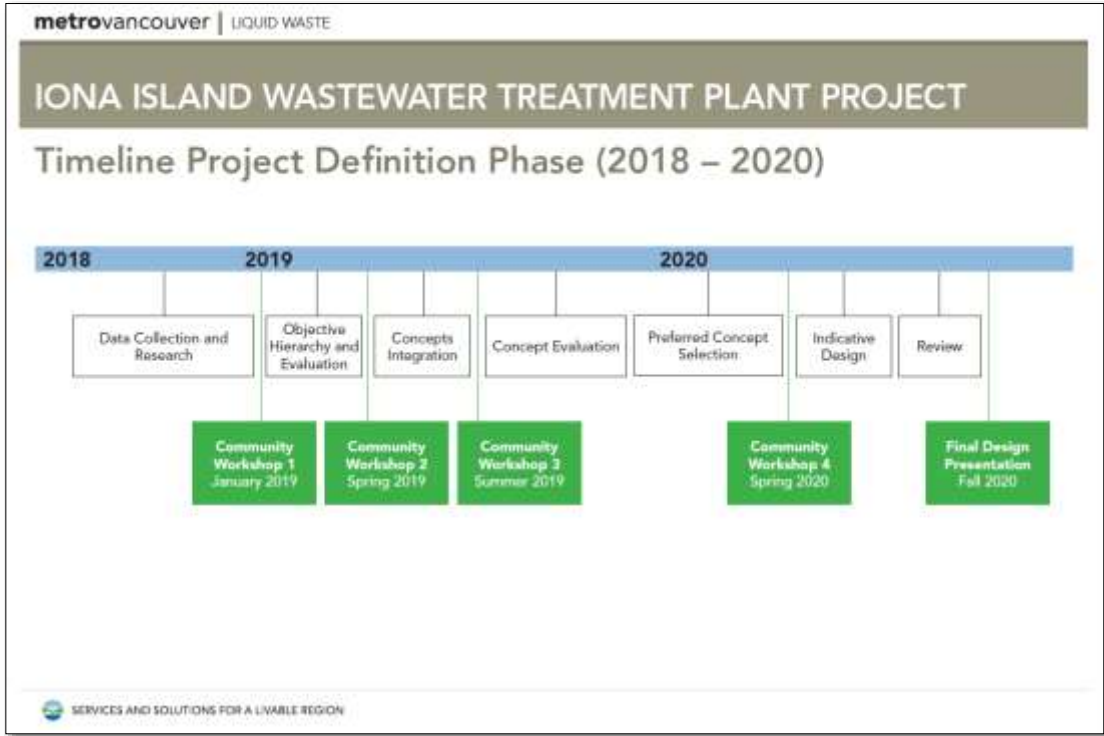 metrovancouver | LIQUID WASTE
IONA ISLAND WASTEWATER TREATMENT PLANT PROJECT
Timeline Project Definition Phase (2018 – 2020)
2018 2019 2020
Data Collection and
Research
Objective
Hierarchy and
Evaluation
Concepts
Integration
Concept Evaluation
Preferred Concept
Selection
Indicative
Design
Review
Community
Workshop 1
January 2019
Community
Workshop 2
Spring 2019
Community
Workshop 3
Summer 2019
Community
Workshop 4
Spring 2020
Final Design
Presentation
Fall 2020
SERVICES AND SOLUTIONS FOR A LIVABLE REGION